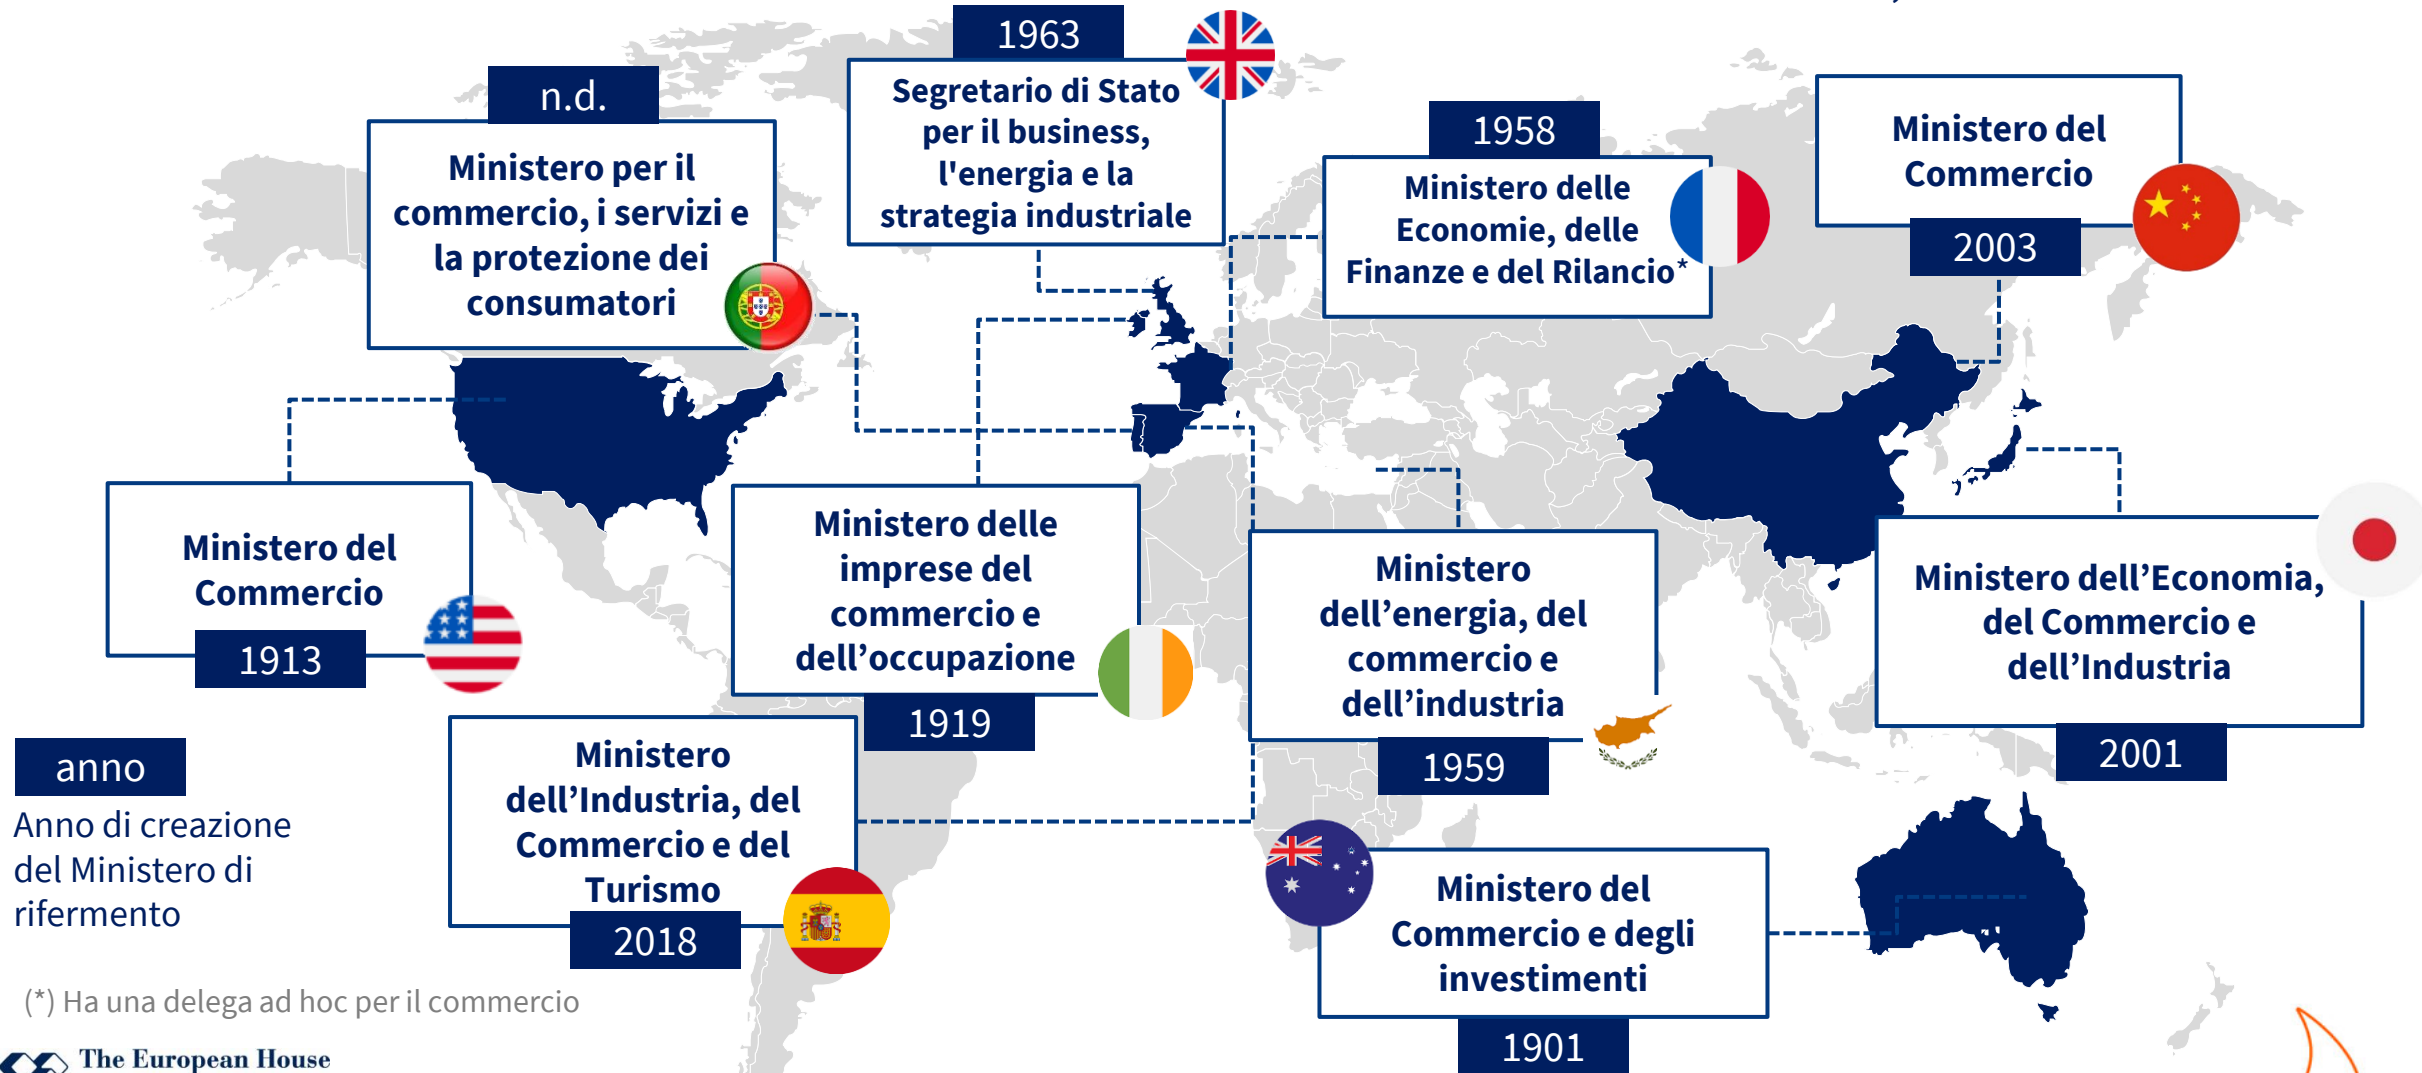 1963
Segretario di Stato
per il business,
l'energia e la
strategia industriale
n.d.
Ministero per il
commercio, i servizi e
la protezione dei
consumatori
1958
Ministero delle
Economie, delle
Finanze e del Rilancio*
Ministero del
Commercio
2003
Ministero del
Commercio
1913
Ministero delle
imprese del
commercio e
dell’occupazione
1919
Ministero
dell’energia, del
commercio e
dell’industria
1959
Ministero dell’Economia,
del Commercio e
dell’Industria
2001
anno
Anno di creazione
del Ministero di
rifermento
Ministero
dell’Industria, del
Commercio e del
Turismo
2018
Ministero del
Commercio e degli
investimenti
1901
(*) Ha una delega ad hoc per il commercio
The European House